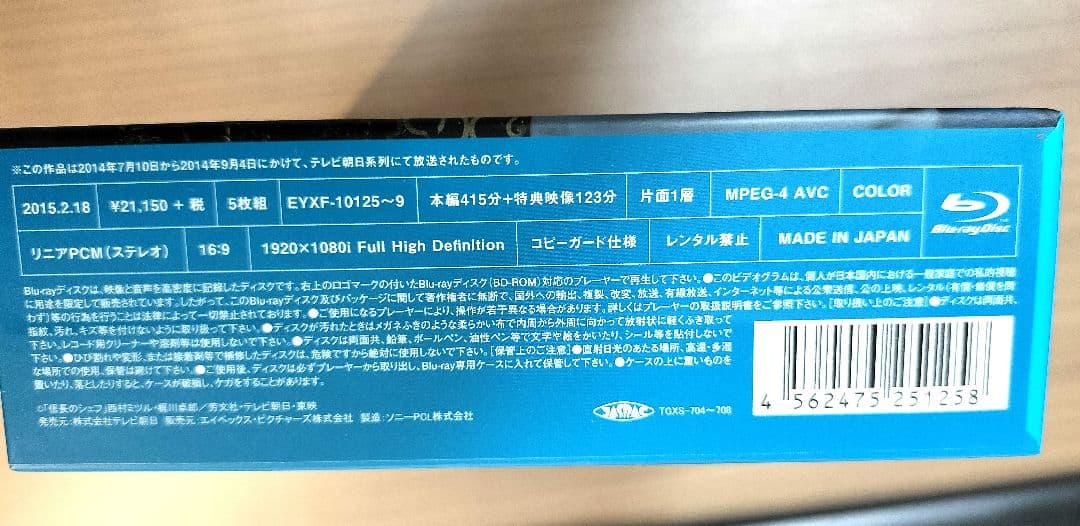 ※この作品は2014年7月10日から2014年9月4日にかけて、テレビ朝日系列にて放送されたものです。
2015.2.18 ¥21,150 + 税 5枚組 EYXF-10125~9 本編415分+特典映像123分 片面1層 MPEG-4 AVC COLOR
Blu-ray Disc
リニアPCM(ステレオ) 16:9 1920×1080i Full High Definition コピーガード仕様 レンタル禁止 MADE IN JAPAN
Blu-rayディスクは、映像と音声を高密度に記録したディスクです。右上のロゴマークの付いたBlu-rayディスク(BD-ROM)対応のプレーヤーで再生して下さい。●このビデオグラムは、個人が日本国内における一般家庭での私的視聴
に用途を限定して販売されています。したがって、このBlu-rayディスク及びパッケージに関して著作権者に無断で、国外への輸出、複製、改変、放送、有線放送、インターネット等による公衆送信、公の上映、レンタル(有償・無償を問
わず)等の行為を行うことは法律によって一切禁止されております。●ご使用になるプレーヤーにより、操作が若干異なる場合があります。詳しくはプレーヤーの取扱説明書をご参照下さい。[取り扱い上のご注意]●ディスクは両面共、
指紋、汚れ、キズ等を付けないように取り扱って下さい。●ディスクが汚れたときはメガネふきのような柔らかい布で内周から外周に向かって放射状に軽くふき取っ
て下さい。レコード用クリーナーや溶剤等は使用しないで下さい。●ディスクは両面共、鉛筆、ボールペン、油性ペン等で文字や絵をかいたり、シール等を貼付しないで
下さい。●ひび割れや変形、または接着剤等で補修したディスクは、危険ですから絶対に使用しないで下さい。[保管上のご注意]●直射日光のあたる場所、高温・多湿
な場所での使用、保管は避けて下さい。●ご使用後、ディスクは必ずプレーヤーから取り出し、Blu-ray専用ケースに入れて保管して下さい。●ケースの上に重いものを
置いたり、落としたりすると、ケースが破損し、ケガをすることがあります。
©「信長のシェフ」西村ミツル・梶川卓郎/芳文社・テレビ朝日・東映
発売元:株式会社テレビ朝日 販売元:エイベックス・ピクチャーズ株式会社 製造:ソニーPCL株式会社
JASRAC TGXS-704~708
4 562475 251258